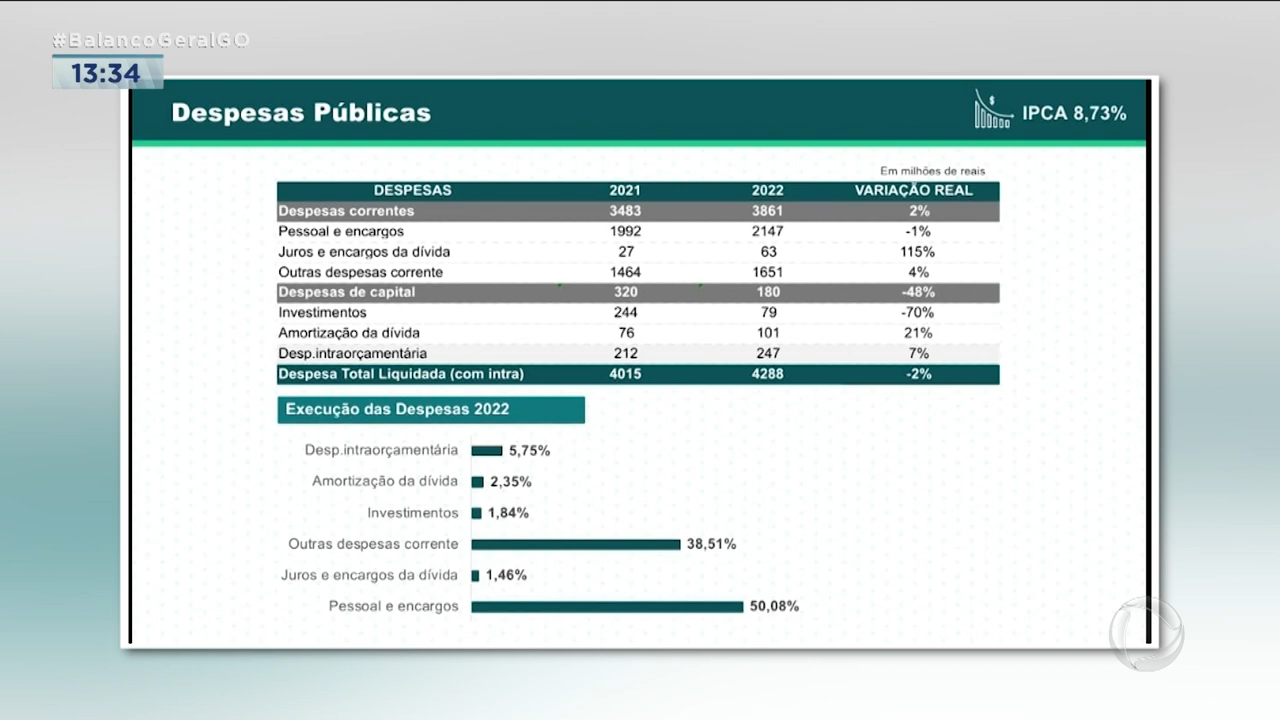 #BalancoGeralGO
13:34
Despesas Públicas
$
IPCA 8,73%
Em milhões de reais
DESPESAS 2021 2022 VARIAÇÃO REAL
Despesas correntes 3483 3861 2%
Pessoal e encargos 1992 2147 -1%
Juros e encargos da dívida 27 63 115%
Outras despesas corrente 1464 1651 4%
Despesas de capital 320 180 -48%
Investimentos 244 79 -70%
Amortização da dívida 76 101 21%
Desp.intraorçamentária 212 247 7%
Despesa Total Liquidada (com intra) 4015 4288 -2%
Execução das Despesas 2022
Desp.intraorçamentária 5,75%
Amortização da dívida 2,35%
Investimentos 1,84%
Outras despesas corrente 38,51%
Juros e encargos da dívida 1,46%
Pessoal e encargos 50,08%